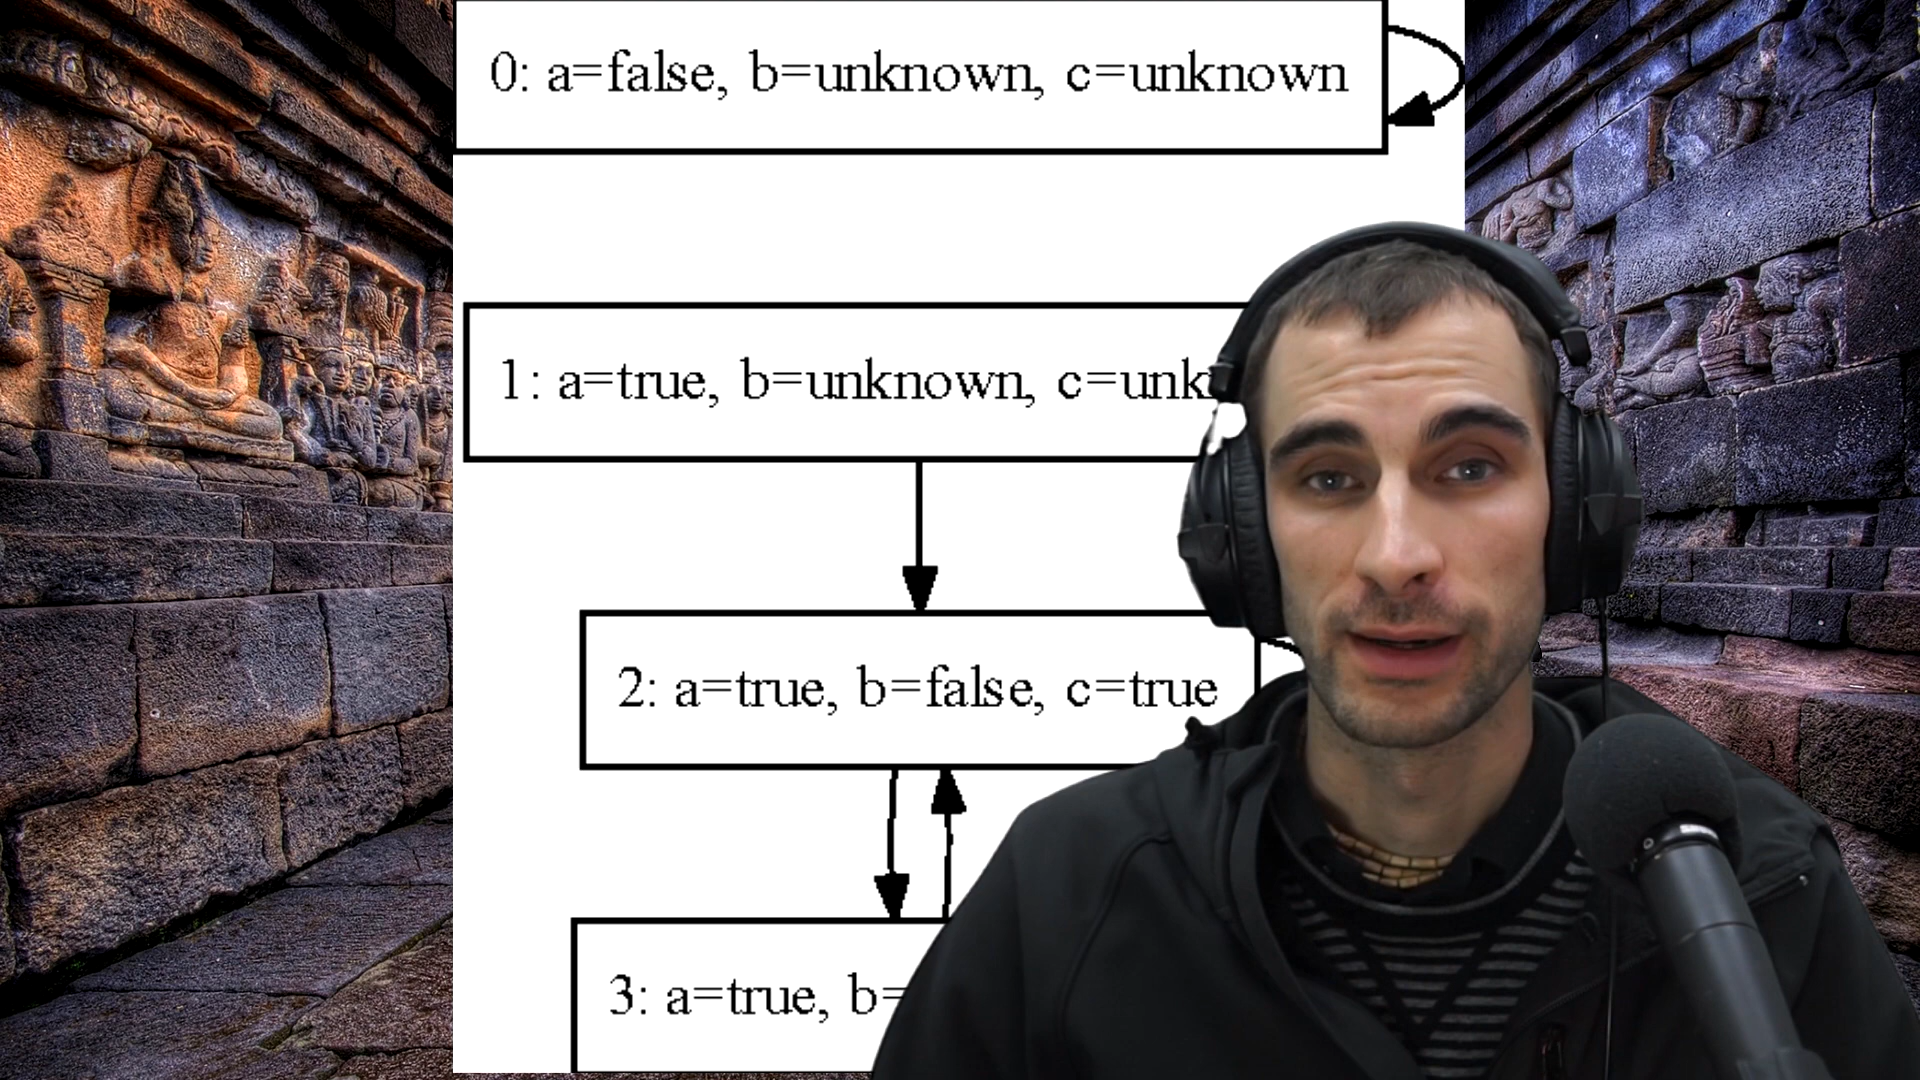 0: a=false, b=unknown, c=unknown
1: a=true, b=unknown, c=unk
2: a=true, b=false, c=true
3: a=true, b=